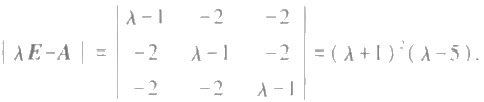 | λE-A | = | λ-1 -2 -2 |
| -2 λ-1 -2 | = (λ+1)²(λ-5).
| -2 -2 λ-1 |